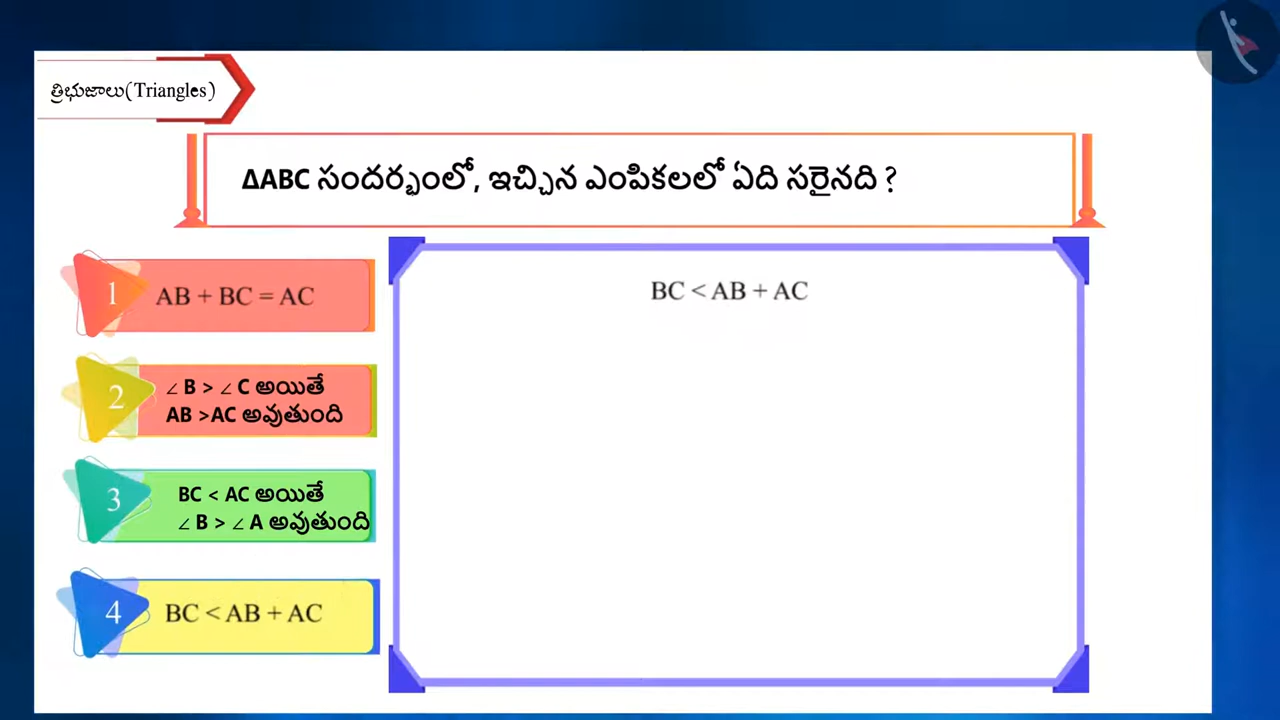 త్రిభుజాలు(Triangles)
ΔABC సందర్భంలో, ఇచ్చిన ఎంపికలలో ఏది సరైనది ?
1 AB + BC = AC
BC < AB + AC
2 ∠ B > ∠ C అయితే
AB >AC అవుతుంది
3 BC < AC అయితే
∠ B > ∠ A అవుతుంది
4 BC < AB + AC